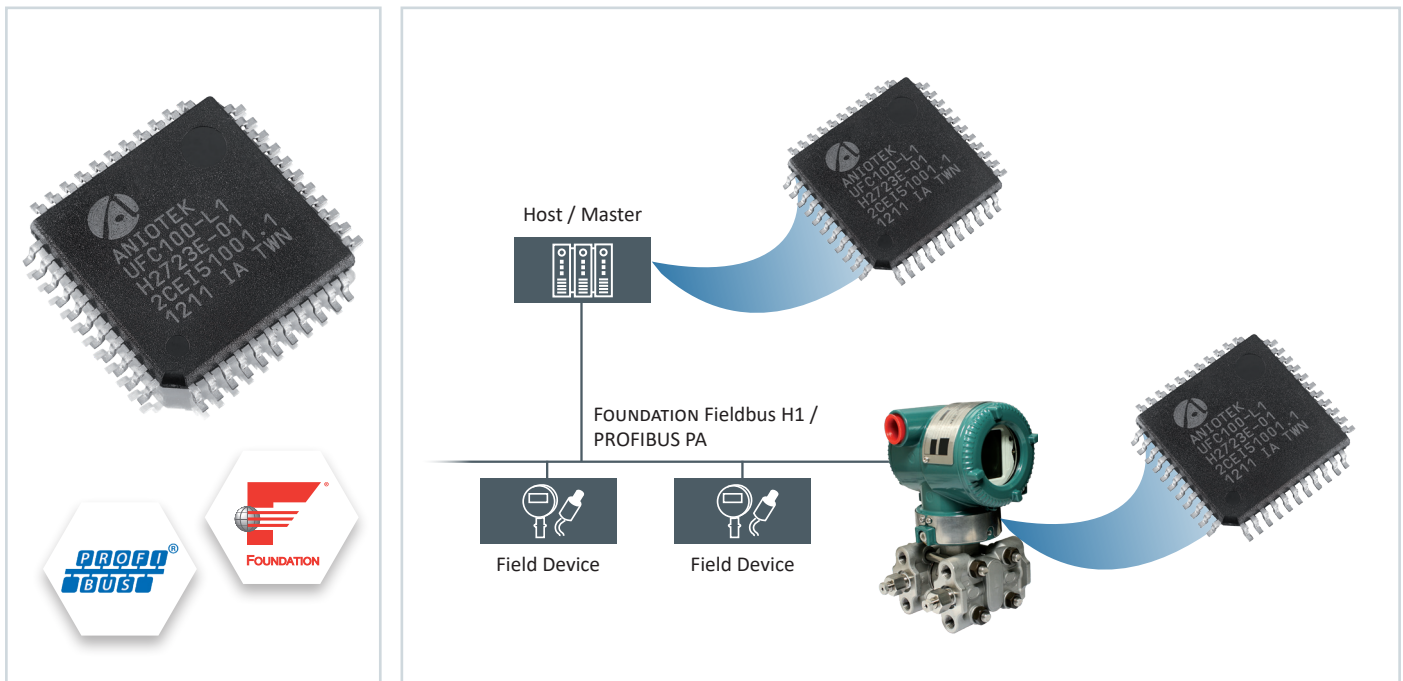 ANIOTEK
UFC100-L1
H2723E-01
2CEI51001.1
1211 IA TWN
PROFI®
BUS
®
FOUNDATION
Host / Master
ANIOTEK
UFC100-L1
H2723E-01
2CEI51001.1
1211 IA TWN
FOUNDATION Fieldbus H1 /
PROFIBUS PA
Field Device
Field Device
ANIOTEK
UFC100-L1
H2723E-01
2CEI51001.1
1211 IA TWN